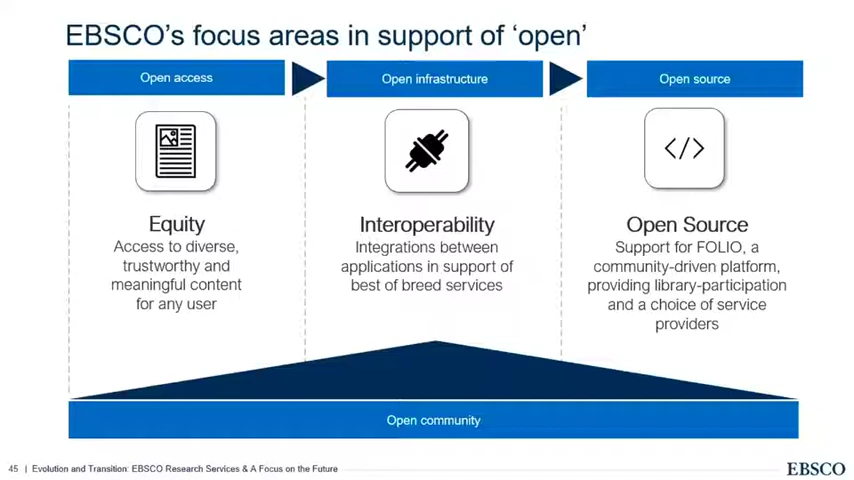 EBSCO's focus areas in support of ‘open’
Open access
Open infrastructure
Open source
Equity
Access to diverse,
trustworthy and
meaningful content
for any user
Interoperability
Integrations between
applications in support of
best of breed services
</>
Open Source
Support for FOLIO, a
community-driven platform,
providing library-participation
and a choice of service
providers
Open community
45 | Evolution and Transition: EBSCO Research Services & A Focus on the Future
EBSCO